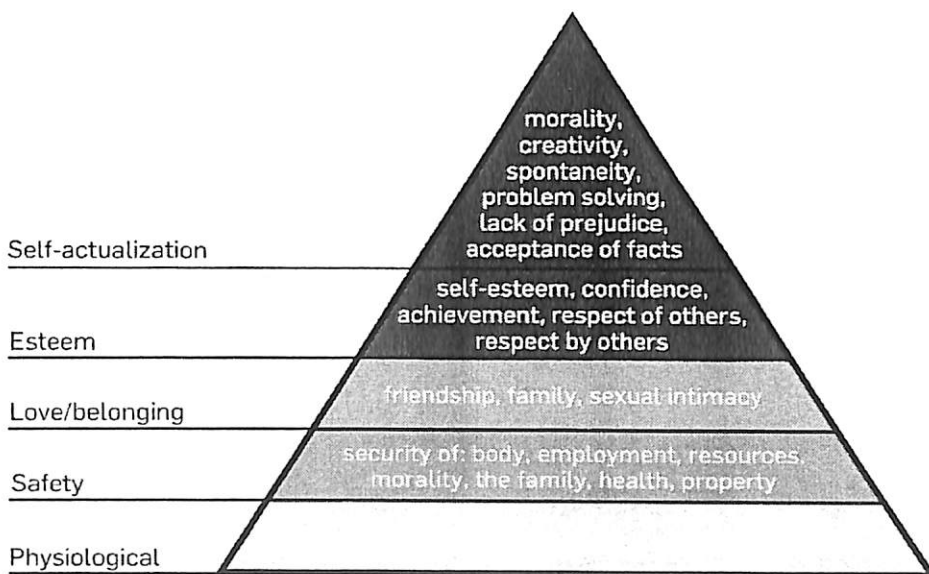 morality,
creativity,
spontaneity,
problem solving,
lack of prejudice,
acceptance of facts
Self-actualization
self-esteem, confidence,
achievement, respect of others,
respect by others
Esteem
friendship, family, sexual intimacy
Love/belonging
security of: body, employment, resources,
morality, the family, health, property
Safety
Physiological